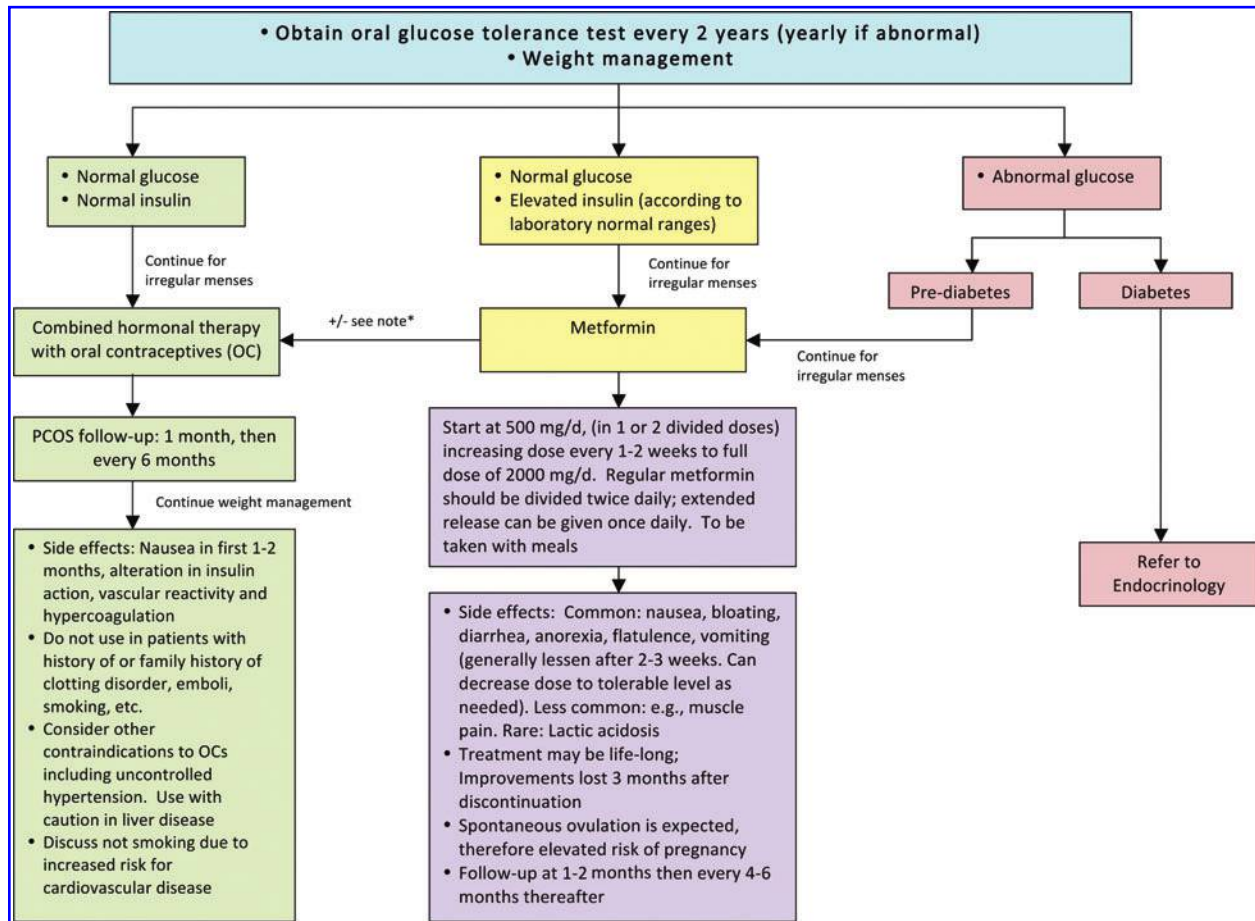 • Obtain oral glucose tolerance test every 2 years (yearly if abnormal)
• Weight management
• Normal glucose
• Normal insulin
• Normal glucose
• Elevated insulin (according to
laboratory normal ranges)
• Abnormal glucose
Continue for
irregular menses
Continue for
irregular menses
Pre-diabetes
Diabetes
Combined hormonal therapy
with oral contraceptives (OC)
+/- see note*
Metformin
Continue for
irregular menses
PCOS follow-up: 1 month, then
every 6 months
Continue weight management
• Side effects: Nausea in first 1-2
months, alteration in insulin
action, vascular reactivity and
hypercoagulation
• Do not use in patients with
history of or family history of
clotting disorder, emboli,
smoking, etc.
• Consider other
contraindications to OCs
including uncontrolled
hypertension. Use with
caution in liver disease
• Discuss not smoking due to
increased risk for
cardiovascular disease
Start at 500 mg/d, (in 1 or 2 divided doses)
increasing dose every 1-2 weeks to full
dose of 2000 mg/d. Regular metformin
should be divided twice daily; extended
release can be given once daily. To be
taken with meals
• Side effects: Common: nausea, bloating,
diarrhea, anorexia, flatulence, vomiting
(generally lessen after 2-3 weeks. Can
decrease dose to tolerable level as
needed). Less common: e.g., muscle
pain. Rare: Lactic acidosis
• Treatment may be life-long;
Improvements lost 3 months after
discontinuation
• Spontaneous ovulation is expected,
therefore elevated risk of pregnancy
• Follow-up at 1-2 months then every 4-6
months thereafter
Refer to
Endocrinology